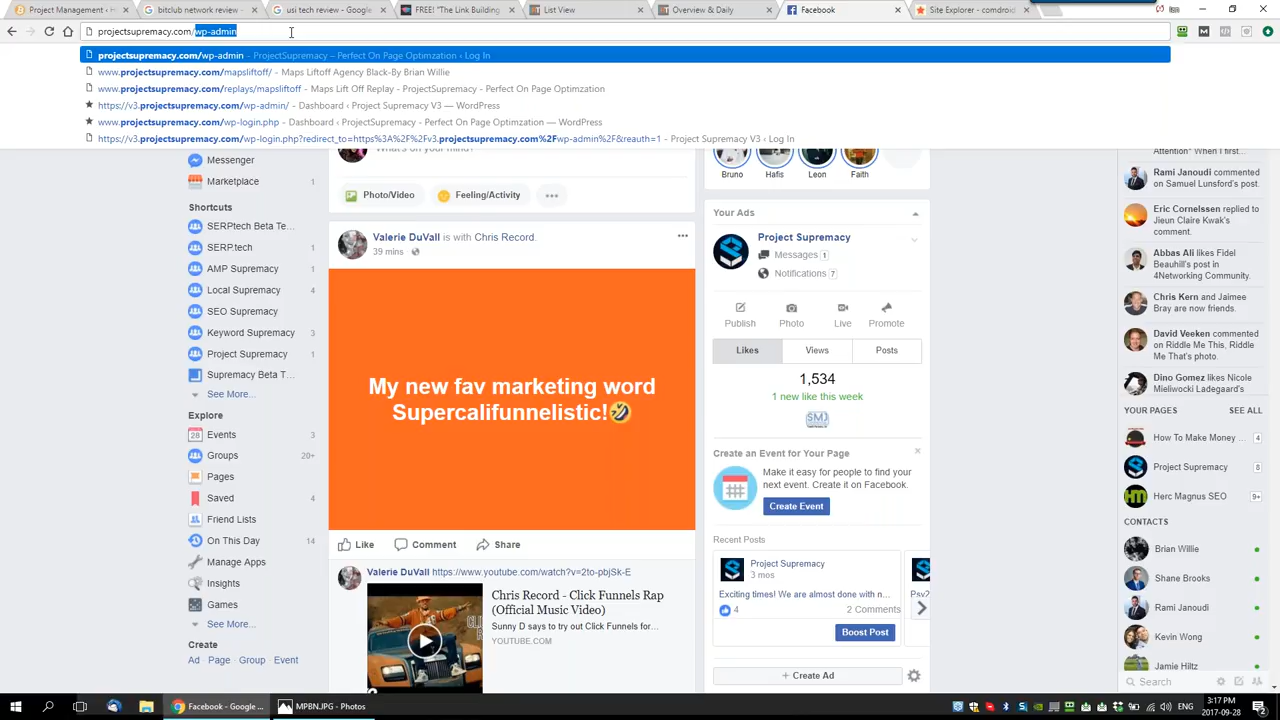 Project Management ‹
bitclub network review -
usi tech review - Google
FREE! "The Link Building
List View
Overview & Daily
Facebook
Site Explorer - comdroid
projectsupremacy.com/wp-admin
projectsupremacy.com/wp-admin - ProjectSupremacy – Perfect On Page Optimzation ‹ Log In
www.projectsupremacy.com/mapsliftoff/ - Maps Liftoff Agency Black-By Brian Willie
www.projectsupremacy.com/replays/mapsliftoff - Maps Lift Off Replay - ProjectSupremacy - Perfect On Page Optimzation
https://v3.projectsupremacy.com/wp-admin/ - Dashboard ‹ Project Supremacy V3 — WordPress
www.projectsupremacy.com/wp-login.php - Dashboard ‹ ProjectSupremacy - Perfect On Page Optimzation — WordPress
https://v3.projectsupremacy.com/wp-login.php?redirect_to=https%3A%2F%2Fv3.projectsupremacy.com%2Fwp-admin%2F&reauth=1 - Project Supremacy V3 ‹ Log In
Messenger
Marketplace 1
Shortcuts
SERPtech Beta Te...
SERP.tech 1
AMP Supremacy 1
Local Supremacy 4
SEO Supremacy
Keyword Supremacy 3
Project Supremacy 1
Supremacy Beta T...
See More...
Explore
Events 3
Groups 20+
Pages
Saved 4
Friend Lists
On This Day 14
Manage Apps
Insights
Games
See More...
Create
Ad Page Group Event
What's on your mind?
Photo/Video
Feeling/Activity
Valerie DuVall is with Chris Record.
39 mins
My new fav marketing word
Supercalifunnelistic!🤣
Like Comment Share
Valerie DuVall https://www.youtube.com/watch?v=2to-pbjSk-E
Chris Record - Click Funnels Rap
(Official Music Video)
Sunny D says to try out Click Funnels for...
YOUTUBE.COM
Bruno Hafis Leon Faith
Your Ads
Project Supremacy
Messages 1
Notifications 7
Publish Photo Live Promote
Likes Views Posts
1,534
1 new like this week
SMJ
Create an Event for Your Page
Make it easy for people to find your
next event. Create it on Facebook.
Create Event
Recent Posts
Project Supremacy
3 mos
Exciting times! We are almost done with n...
4 2 Comments
Boost Post
Psy2
+ Create Ad
Attention" When I first...
Rami Janoudi commented
on Samuel Lunsford's post.
Eric Cornelssen replied to
Jieun Claire Kwak's
comment.
Abbas Ali likes Fidel
Beauhill's post in
4Networking Community.
Chris Kern and Jaimee
Bray are now friends.
David Veeken commented
on Riddle Me This, Riddle
Me That's photo.
Dino Gomez likes Nicole
Mieliwocki Ladegaard's
YOUR PAGES SEE ALL
How To Make Money ... 4
Project Supremacy 8
Herc Magnus SEO 9+
CONTACTS
Brian Willie
Shane Brooks
Rami Janoudi
Kevin Wong
Jamie Hiltz
Search
Facebook - Google ...
MPBN.JPG - Photos
ENG
3:17 PM
2017-09-28